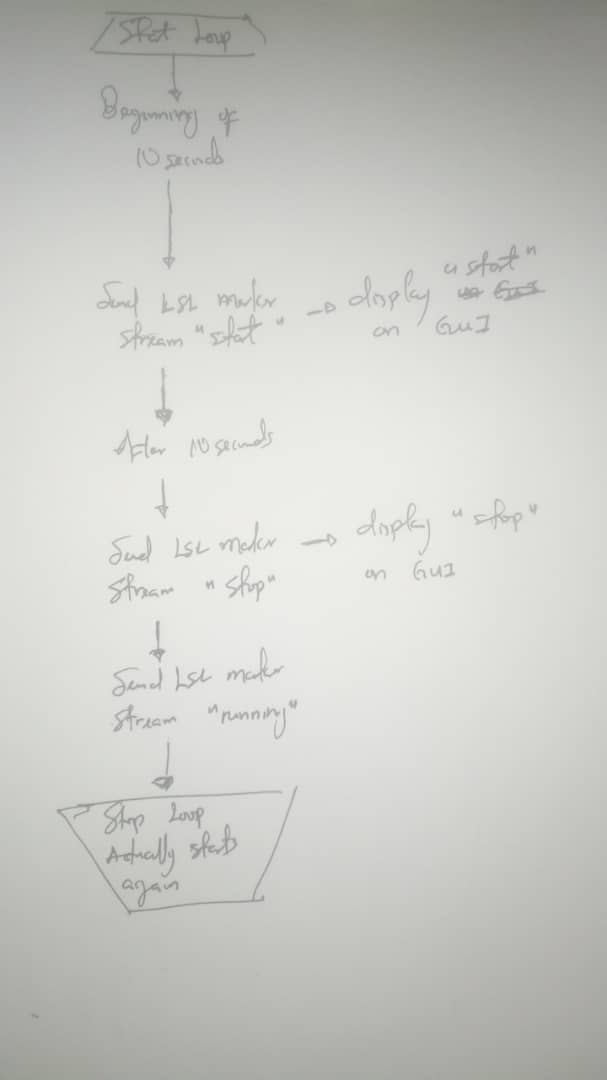 Start Loop
Beginning of
10 seconds
Send LSL marker
stream "start"
→ display "start"
on GUI
After 10 seconds
Send LSL marker
stream "stop"
→ display "stop"
on GUI
Send LSL marker
stream "running"
Stop Loop
Actually starts
again